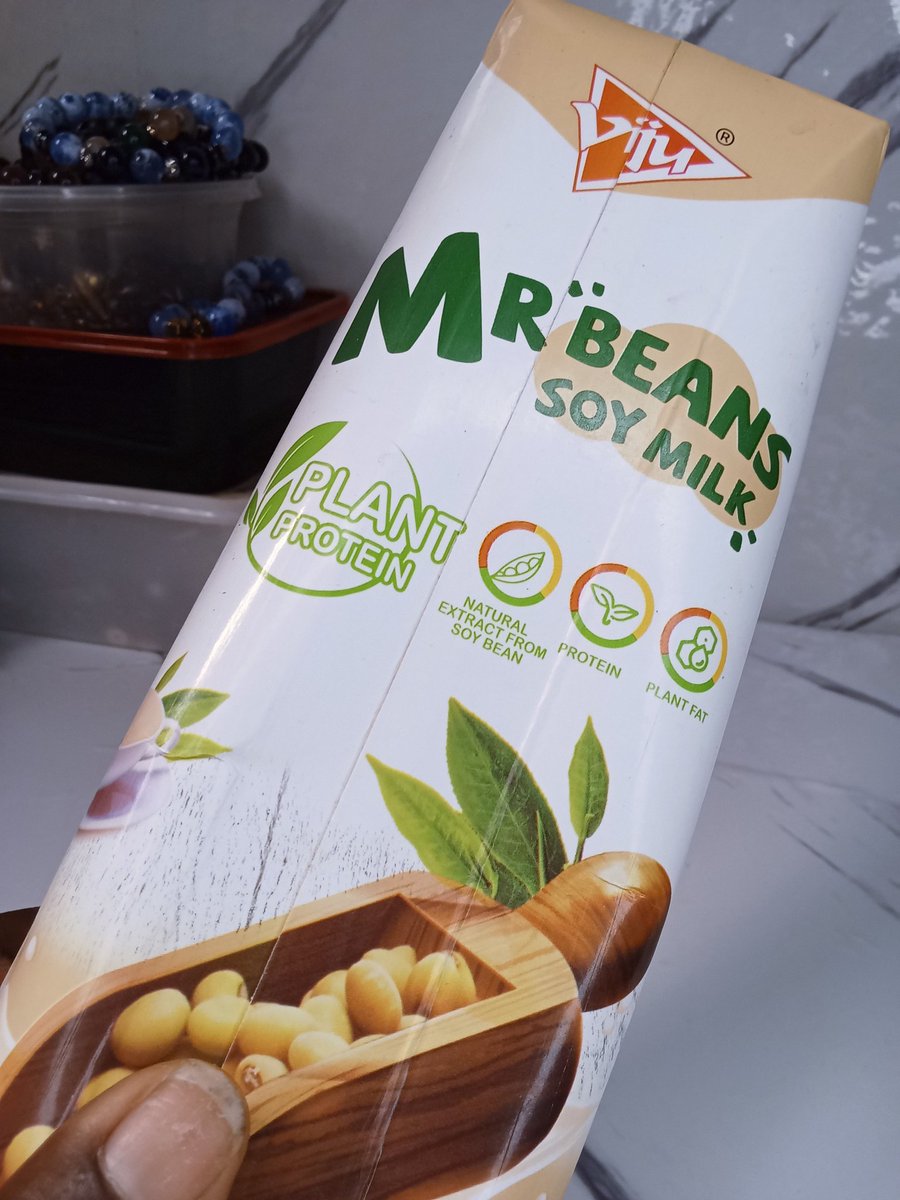 Viju ®
MR BEANS
SOY MILK
PLANT
PROTEIN
NATURAL
EXTRACT FROM
SOY BEAN
PROTEIN
PLANT FAT